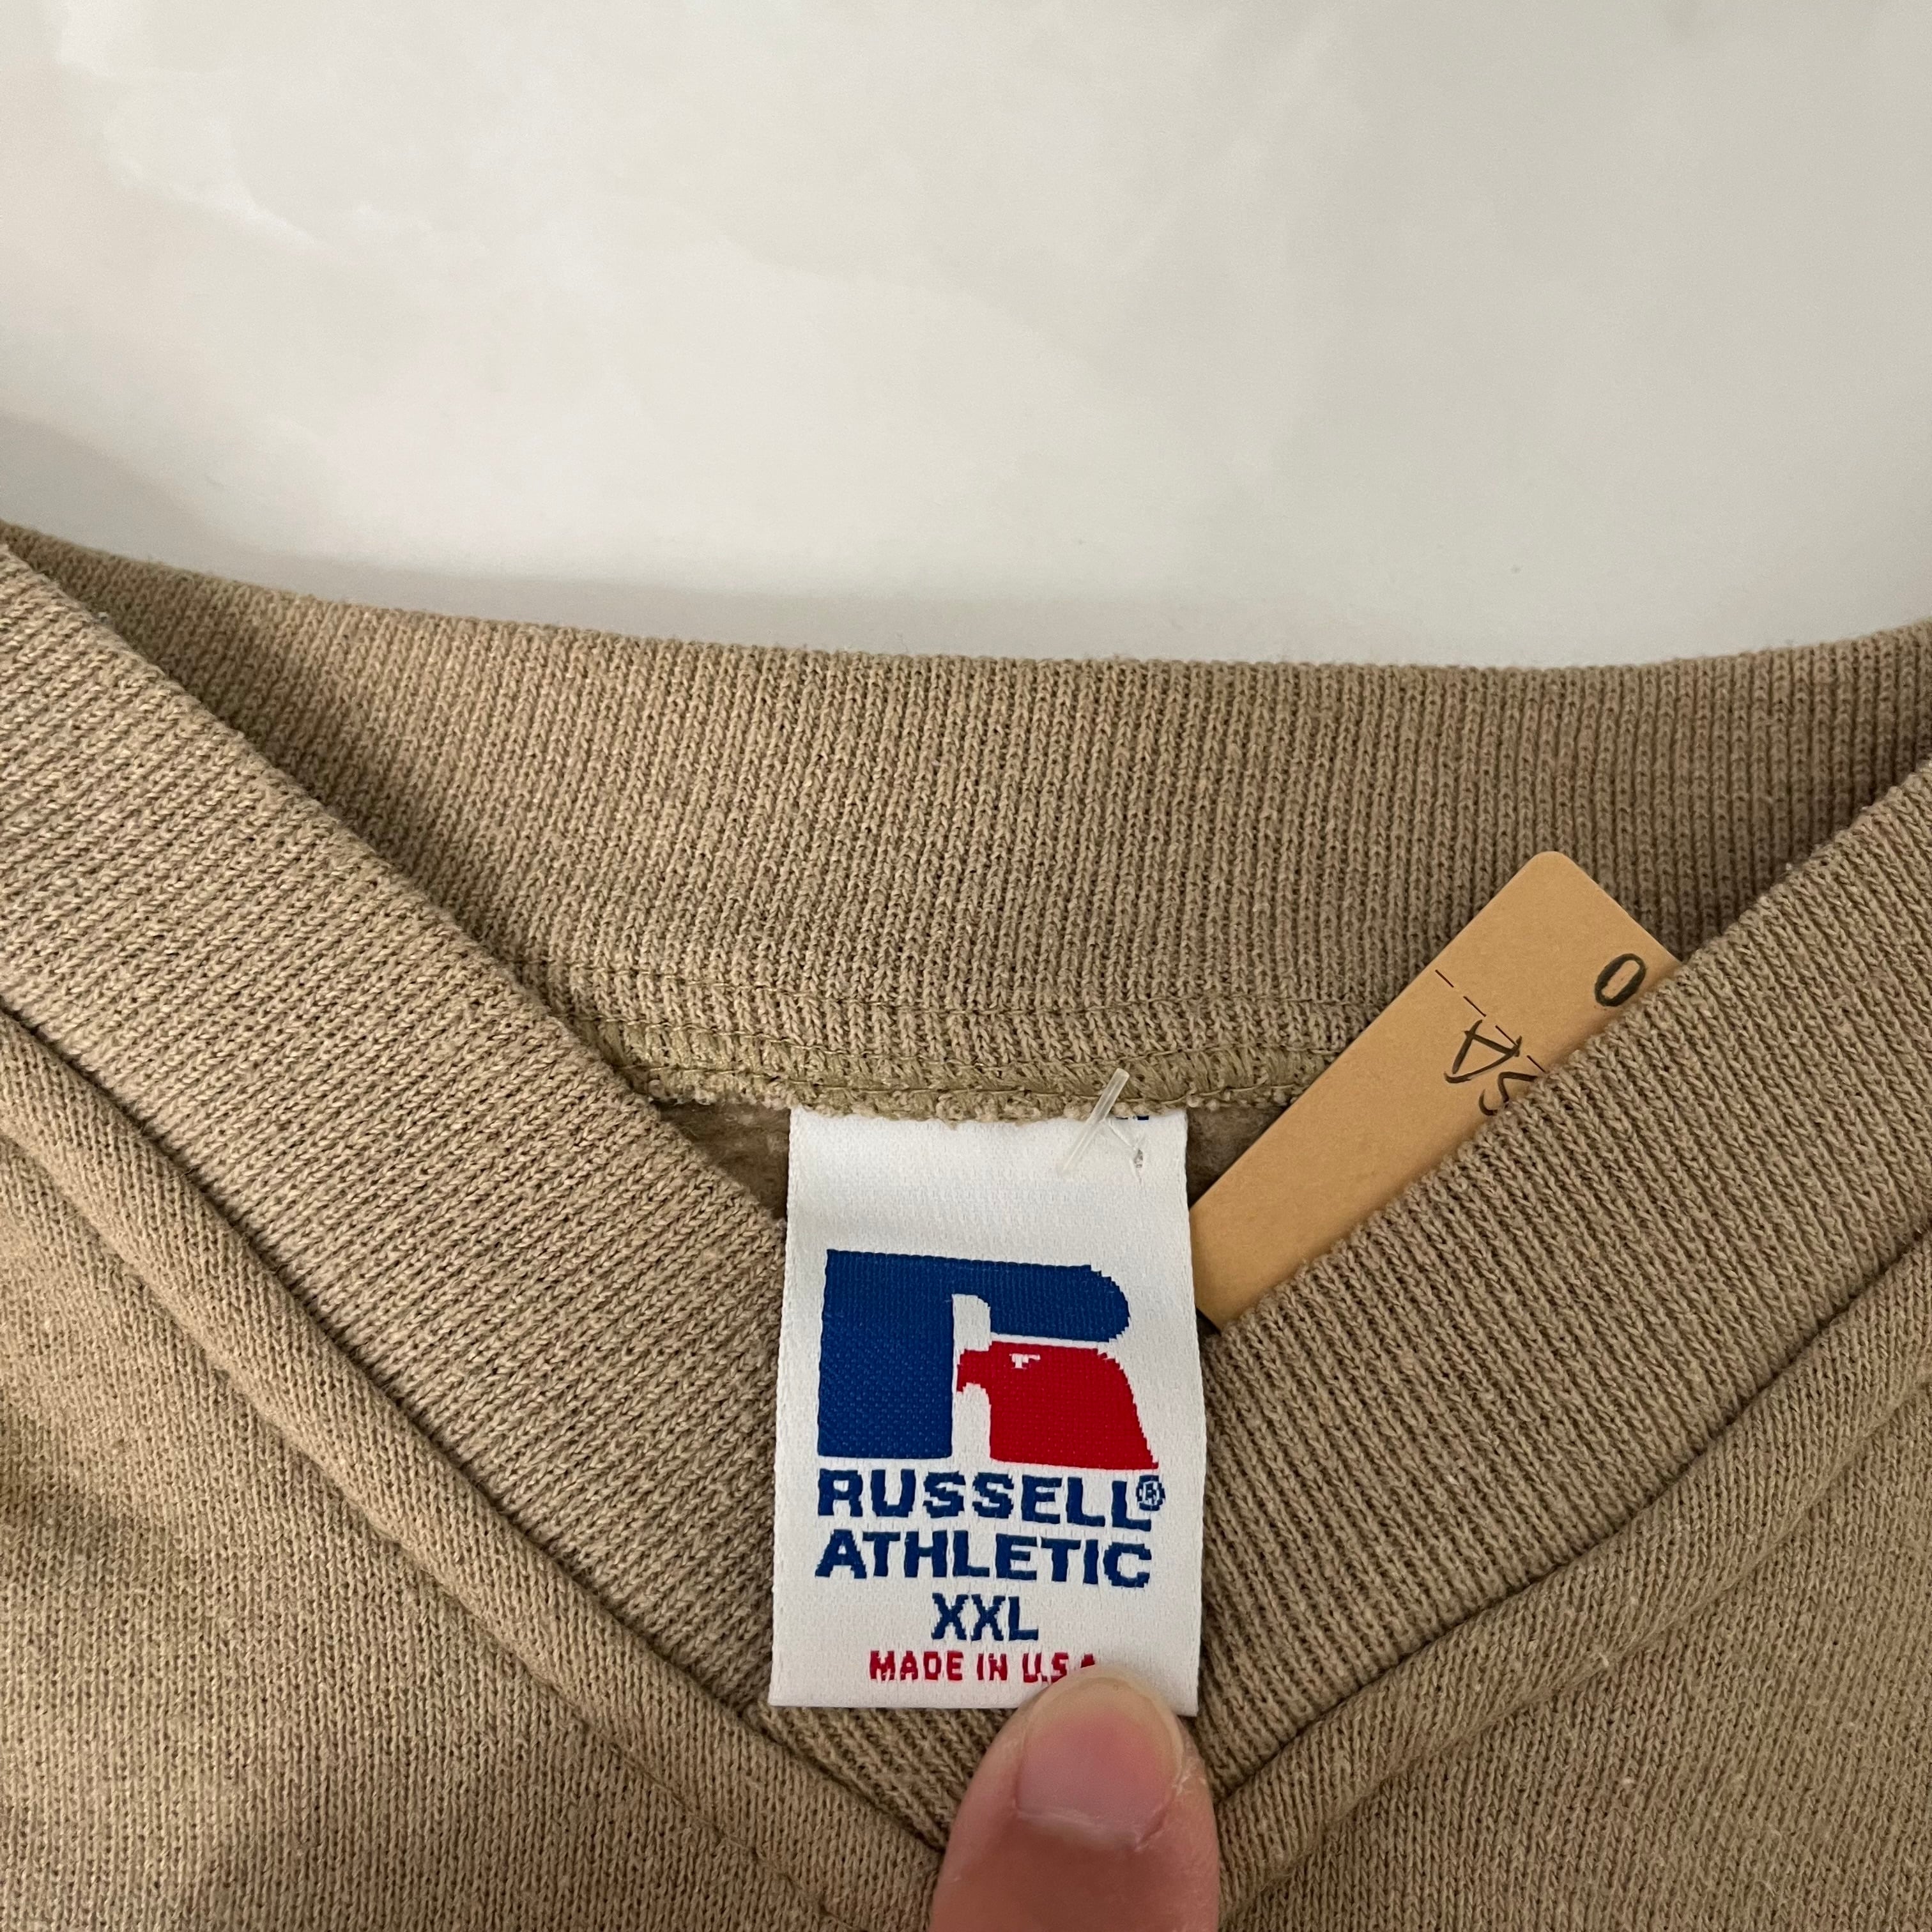 RUSSELL®
ATHLETIC
XXL
MADE IN U.S.A